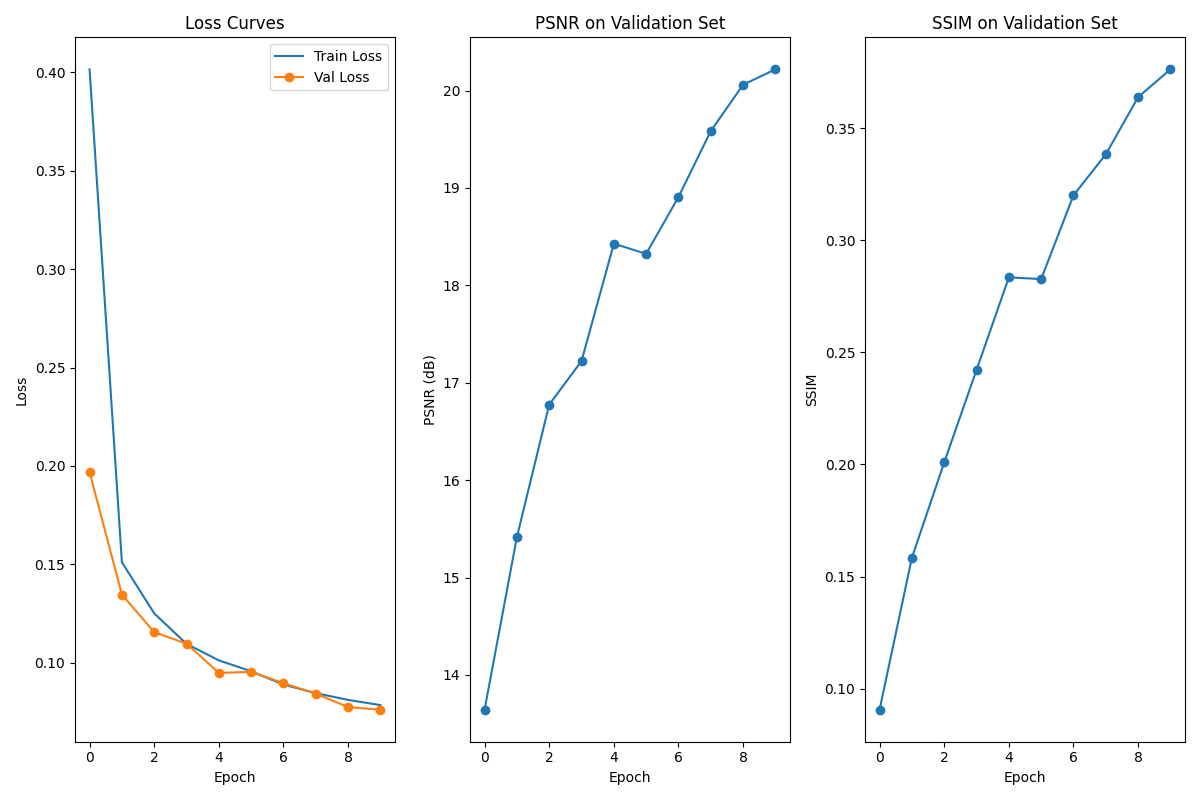 Loss Curves
Train Loss
Val Loss
0.40
0.35
0.30
0.25
0.20
0.15
0.10
Loss
0 2 4 6 8
Epoch
PSNR on Validation Set
20
19
18
17
16
15
14
PSNR (dB)
0 2 4 6 8
Epoch
SSIM on Validation Set
0.35
0.30
0.25
0.20
0.15
0.10
SSIM
0 2 4 6 8
Epoch